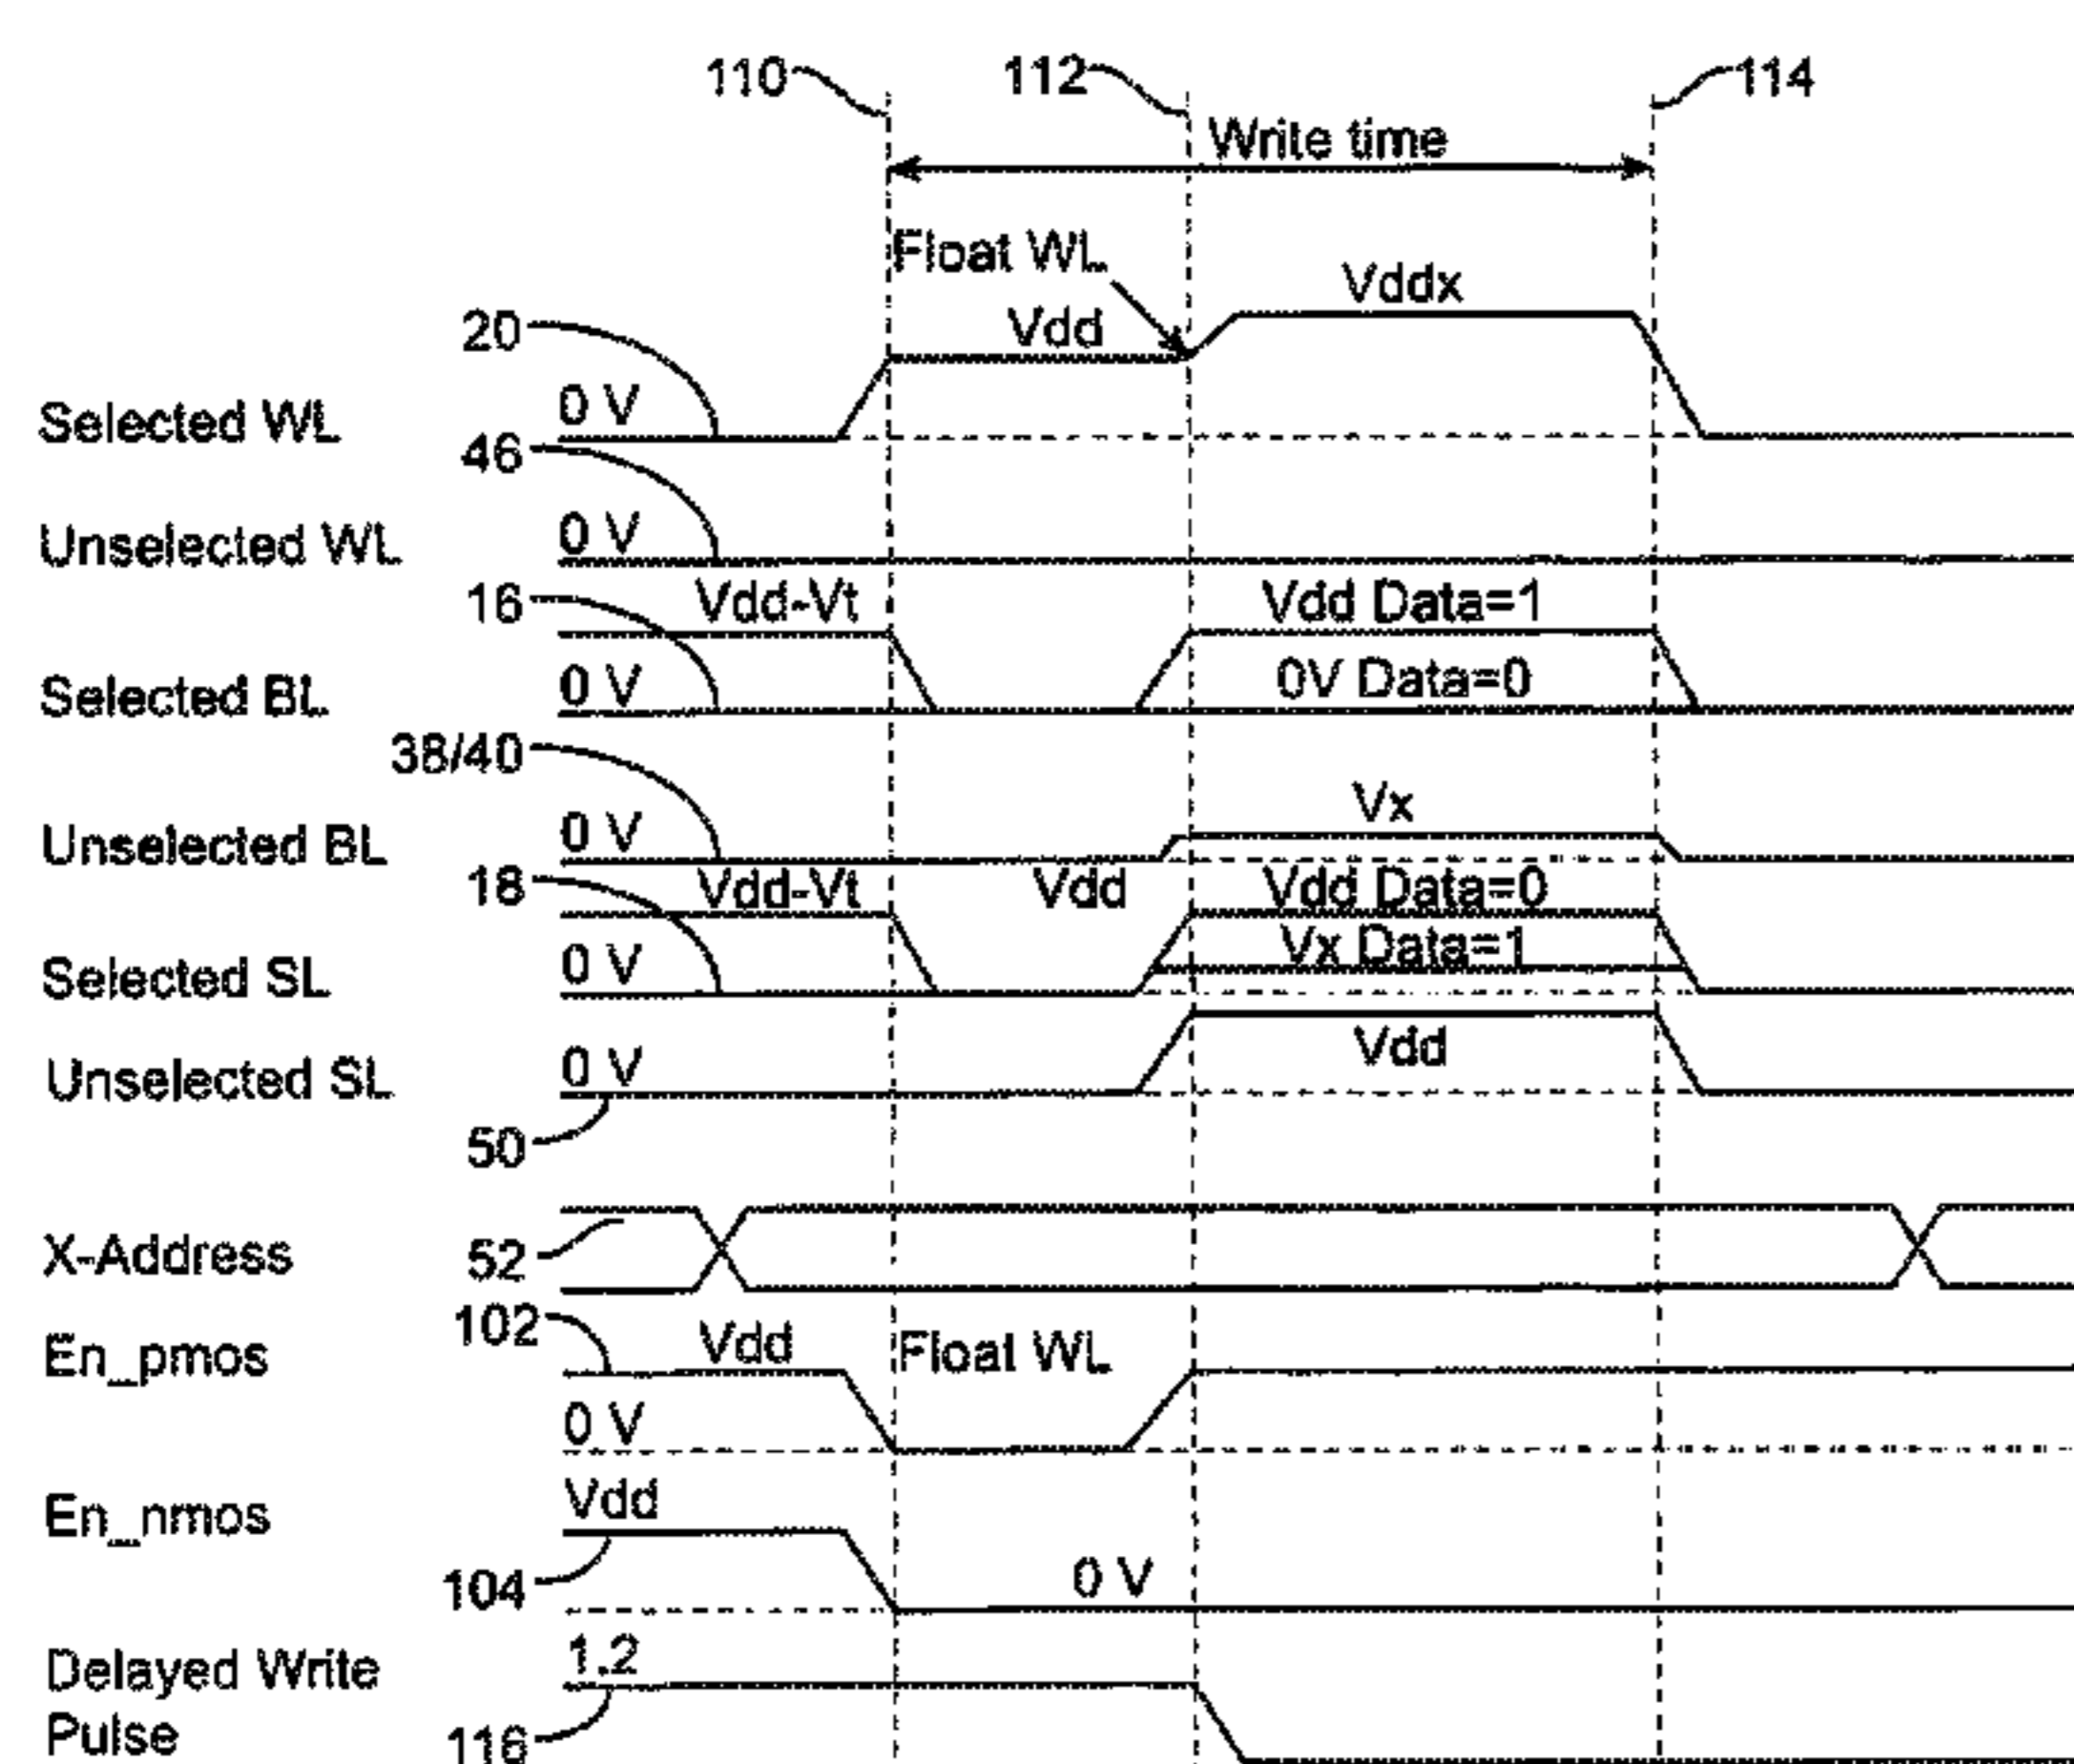 110 112 114
Write time
Float WL
Vddx
Vdd
20
0 V
Selected WL
46
0 V
Unselected WL
16
Vdd-Vt
Vdd Data=1
0 V
0V Data=0
Selected BL
38/40
Vx
0 V
Unselected BL
18
Vdd-Vt
Vdd
Vdd Data=0
Vx Data=1
0 V
Selected SL
0 V
Vdd
Unselected SL
50
X-Address
52
102
Vdd
Float WL
En_pmos
0 V
Vdd
En_nmos
104
0 V
1.2
Delayed Write
Pulse
116